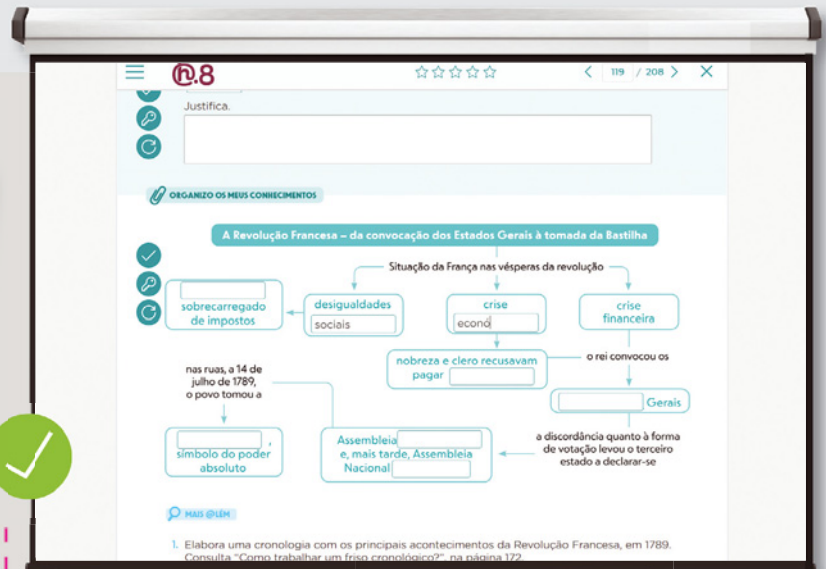 @.8
119 / 208
Justifica.
ORGANIZO OS MEUS CONHECIMENTOS
A Revolução Francesa – da convocação dos Estados Gerais à tomada da Bastilha
Situação da França nas vésperas da revolução
sobrecarregado
de impostos
desigualdades
sociais
crise
econó
crise
financeira
nobreza e clero recusavam
pagar
o rei convocou os
Gerais
nas ruas, a 14 de
julho de 1789,
o povo tomou a
,
símbolo do poder
absoluto
Assembleia
e, mais tarde, Assembleia
Nacional
a discordância quanto à forma
de votação levou o terceiro
estado a declarar-se
MAIS @LÉM
1. Elabora uma cronologia com os principais acontecimentos da Revolução Francesa, em 1789.
Consulta "Como trabalhar um friso cronológico?", na página 172.